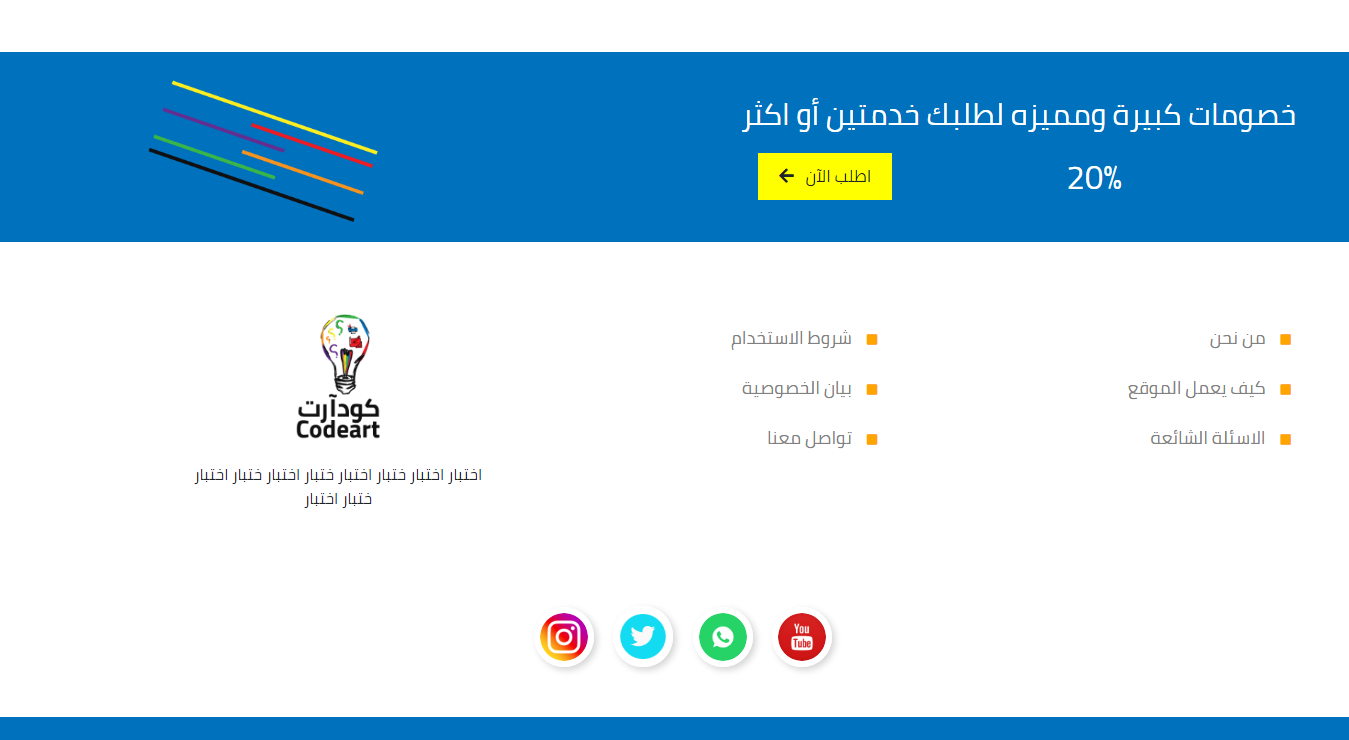 خصومات كبيرة ومميزه لطلبك خدمتين أو اكثر
20%
اطلب الآن
من نحن
كيف يعمل الموقع
الاسئلة الشائعة
شروط الاستخدام
بيان الخصوصية
تواصل معنا
كودآرت
Codeart
اختبار اختبار ختبار اختبار ختبار اختبار ختبار اختبار
ختبار اختبار
You
Tube